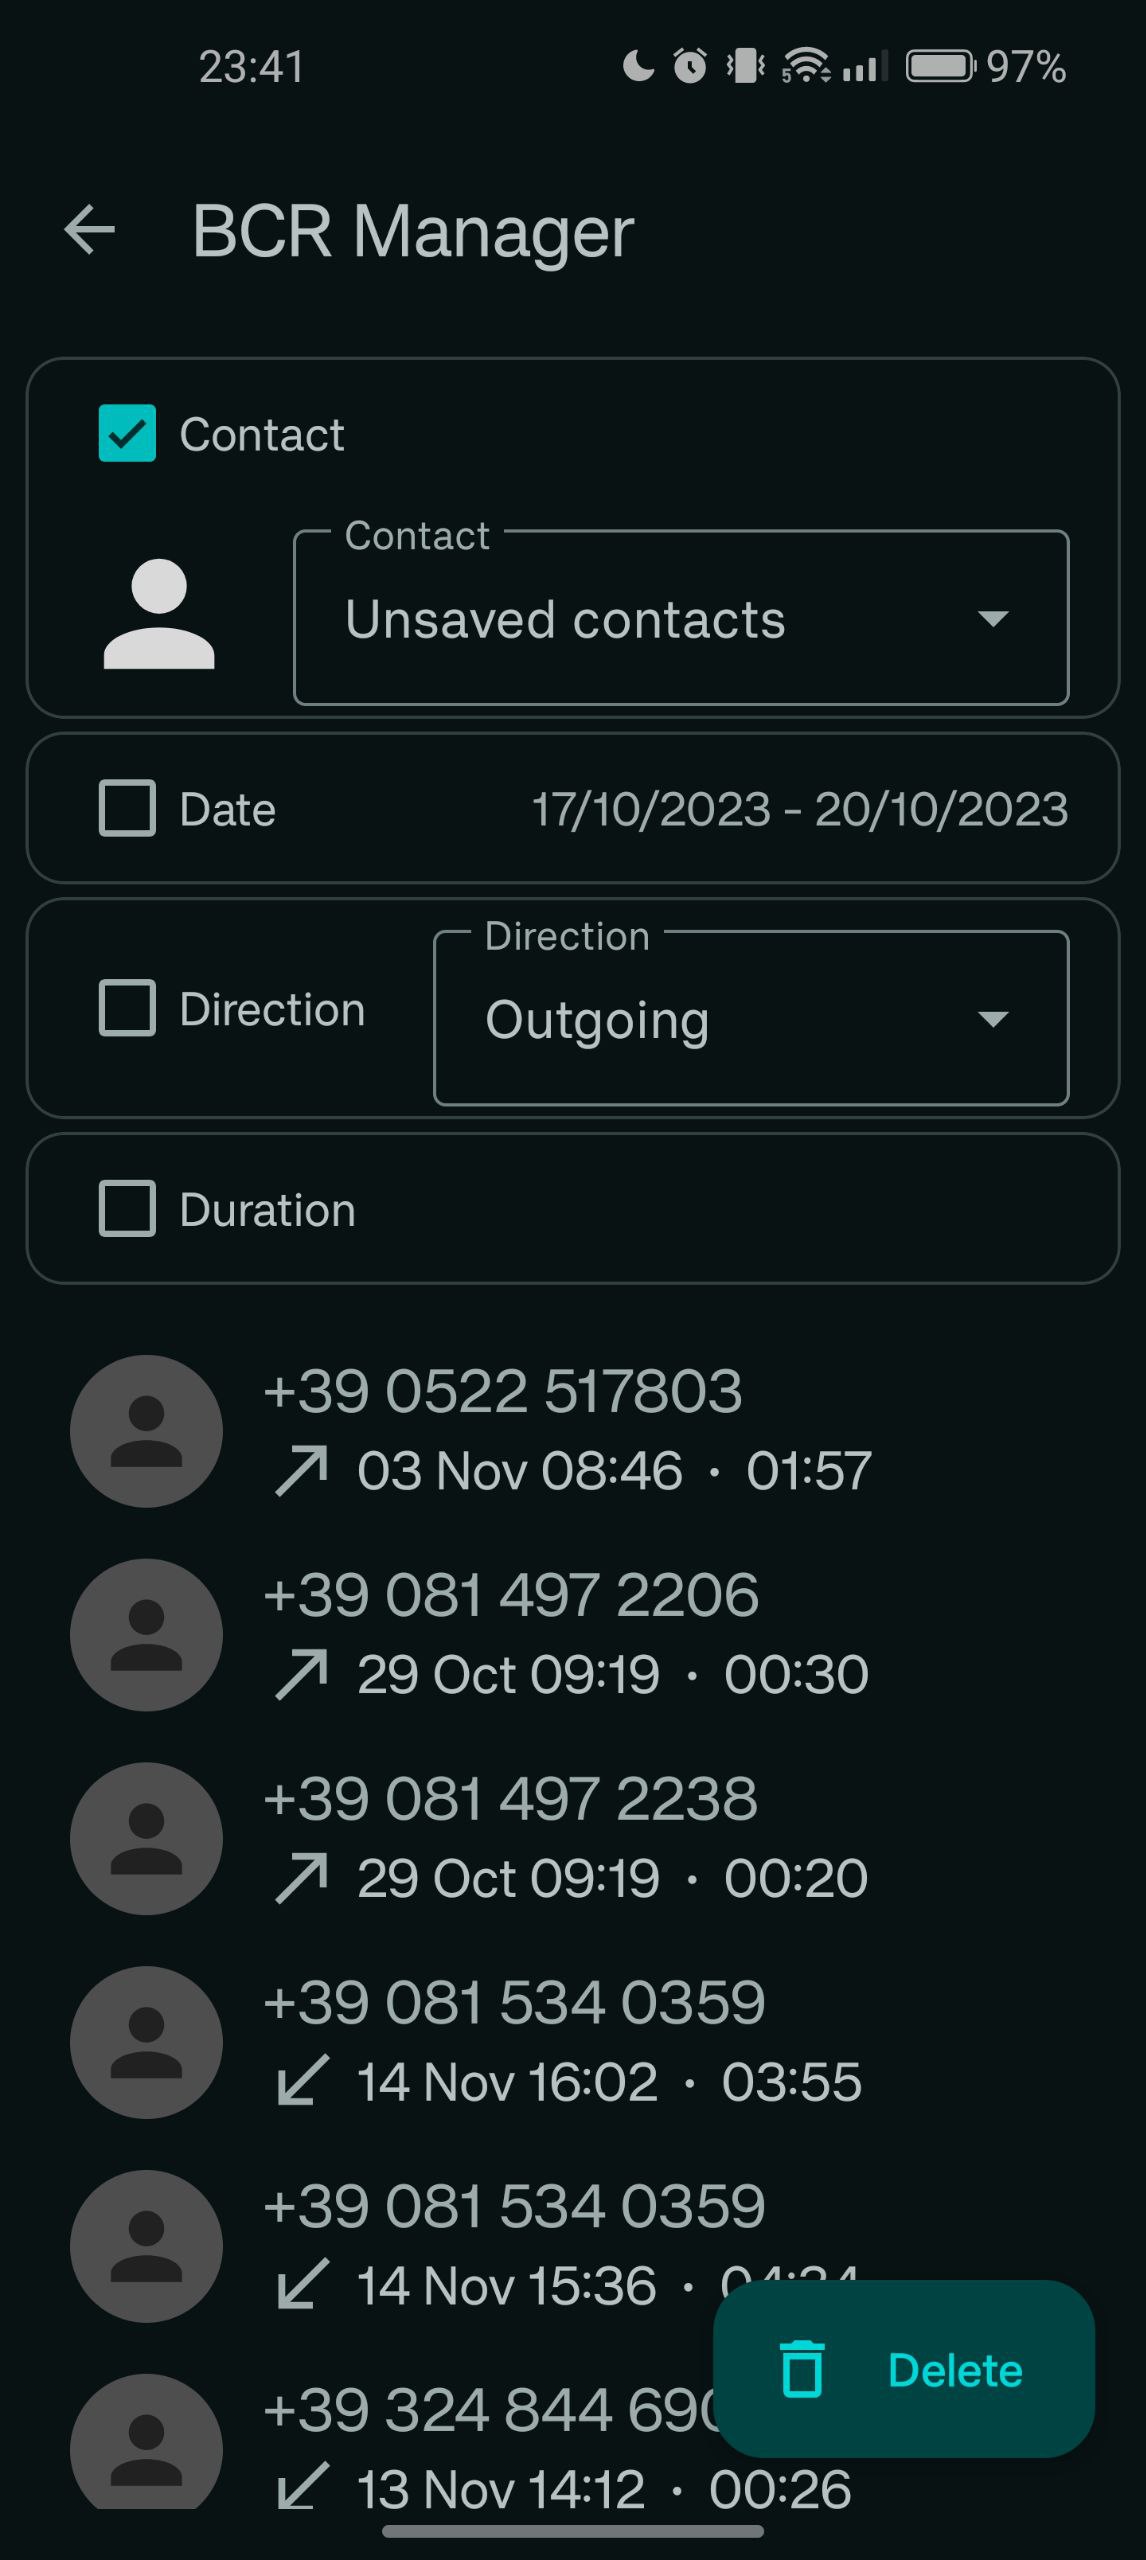 23:41
5
97%
BCR Manager
Contact
Contact
Unsaved contacts
Date
17/10/2023 - 20/10/2023
Direction
Direction
Outgoing
Duration
+39 0522 517803
03 Nov 08:46 · 01:57
+39 081 497 2206
29 Oct 09:19 · 00:30
+39 081 497 2238
29 Oct 09:19 · 00:20
+39 081 534 0359
14 Nov 16:02 · 03:55
+39 081 534 0359
14 Nov 15:36 ·
Delete
+39 324 844
13 Nov 14:12 · 00:26